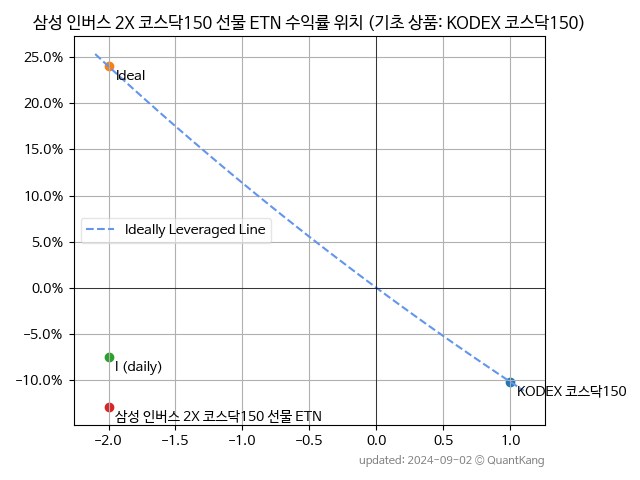 삼성 인버스 2X 코스닥150 선물 ETN 수익률 위치 (기초 상품: KODEX 코스닥150)
25.0%
Ideal
20.0%
15.0%
10.0%
Ideally Leveraged Line
5.0%
0.0%
−5.0%
I (daily)
−10.0%
KODEX 코스닥150
삼성 인버스 2X 코스닥150 선물 ETN
−2.0 −1.5 −1.0 −0.5 0.0 0.5 1.0
updated: 2024-09-02 © QuantKang